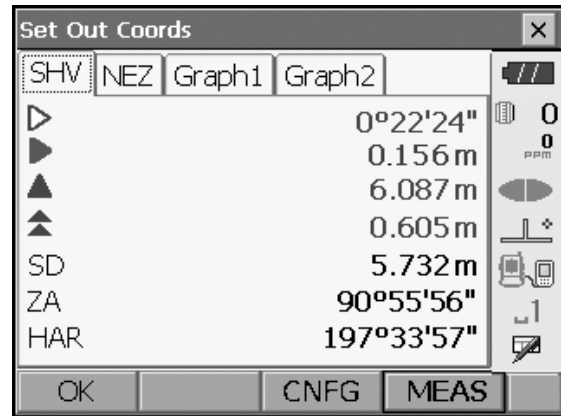 Set Out Coords
SHV NEZ Graph1 Graph2
0°22'24" 0
0.156m 0
ppm
6.087m
0.605m
SD 5.732m
ZA 90°55'56" 1
HAR 197°33'57"
OK CNFG MEAS